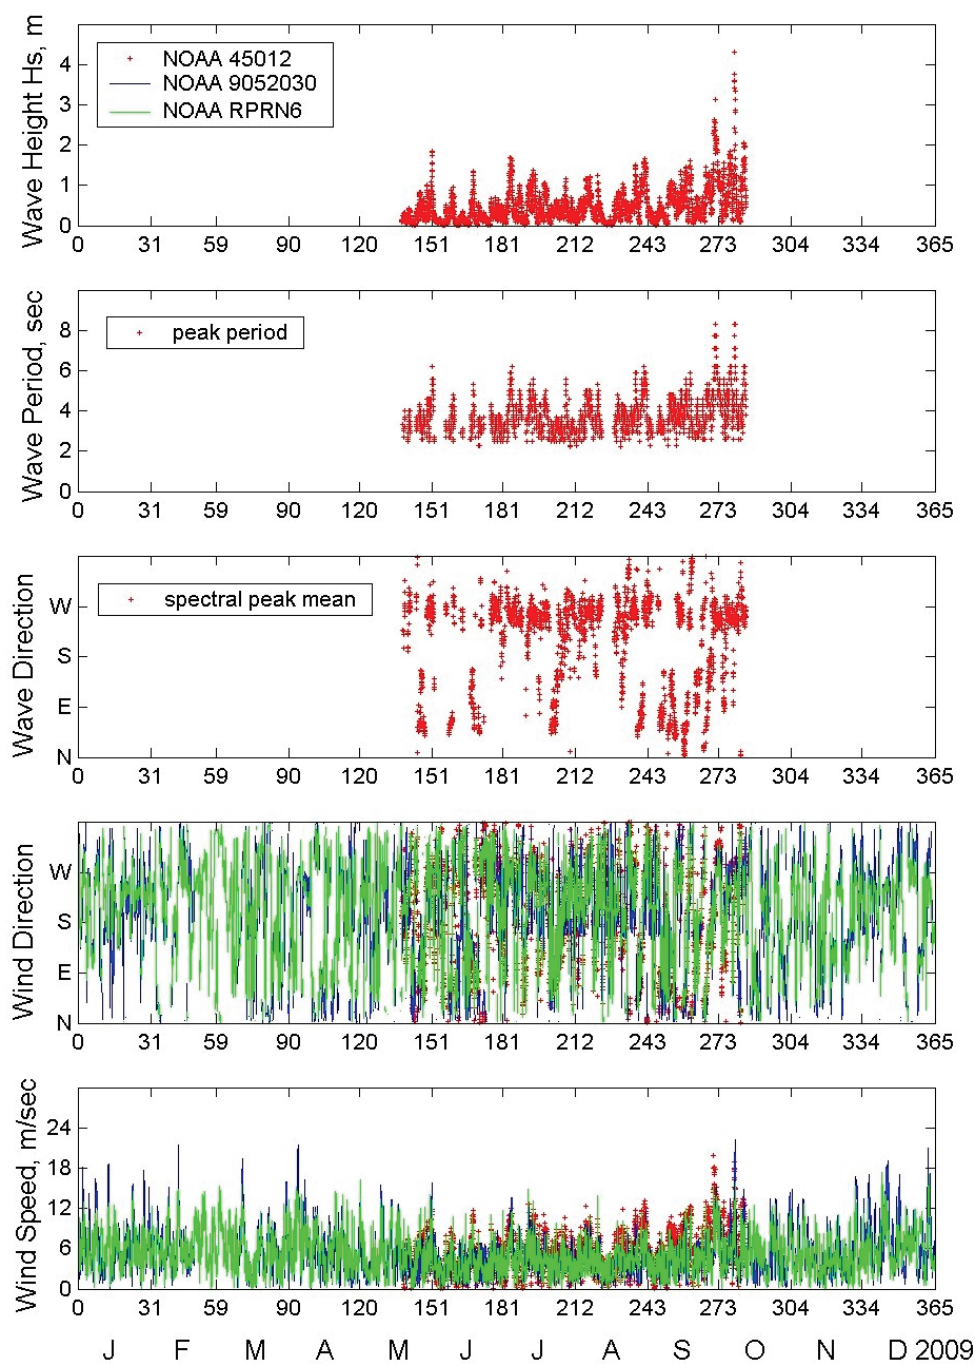 Wave Height Hs, m
4
3
2
1
0
NOAA 45012
NOAA 9052030
NOAA RPRN6
0 31 59 90 120 151 181 212 243 273 304 334 365
Wave Period, sec
8
6
4
2
0
peak period
0 31 59 90 120 151 181 212 243 273 304 334 365
Wave Direction
W
S
E
N
spectral peak mean
0 31 59 90 120 151 181 212 243 273 304 334 365
Wind Direction
W
S
E
N
0 31 59 90 120 151 181 212 243 273 304 334 365
Wind Speed, m/sec
24
18
12
6
0
0 31 59 90 120 151 181 212 243 273 304 334 365
J F M A M J J A S O N D 2009